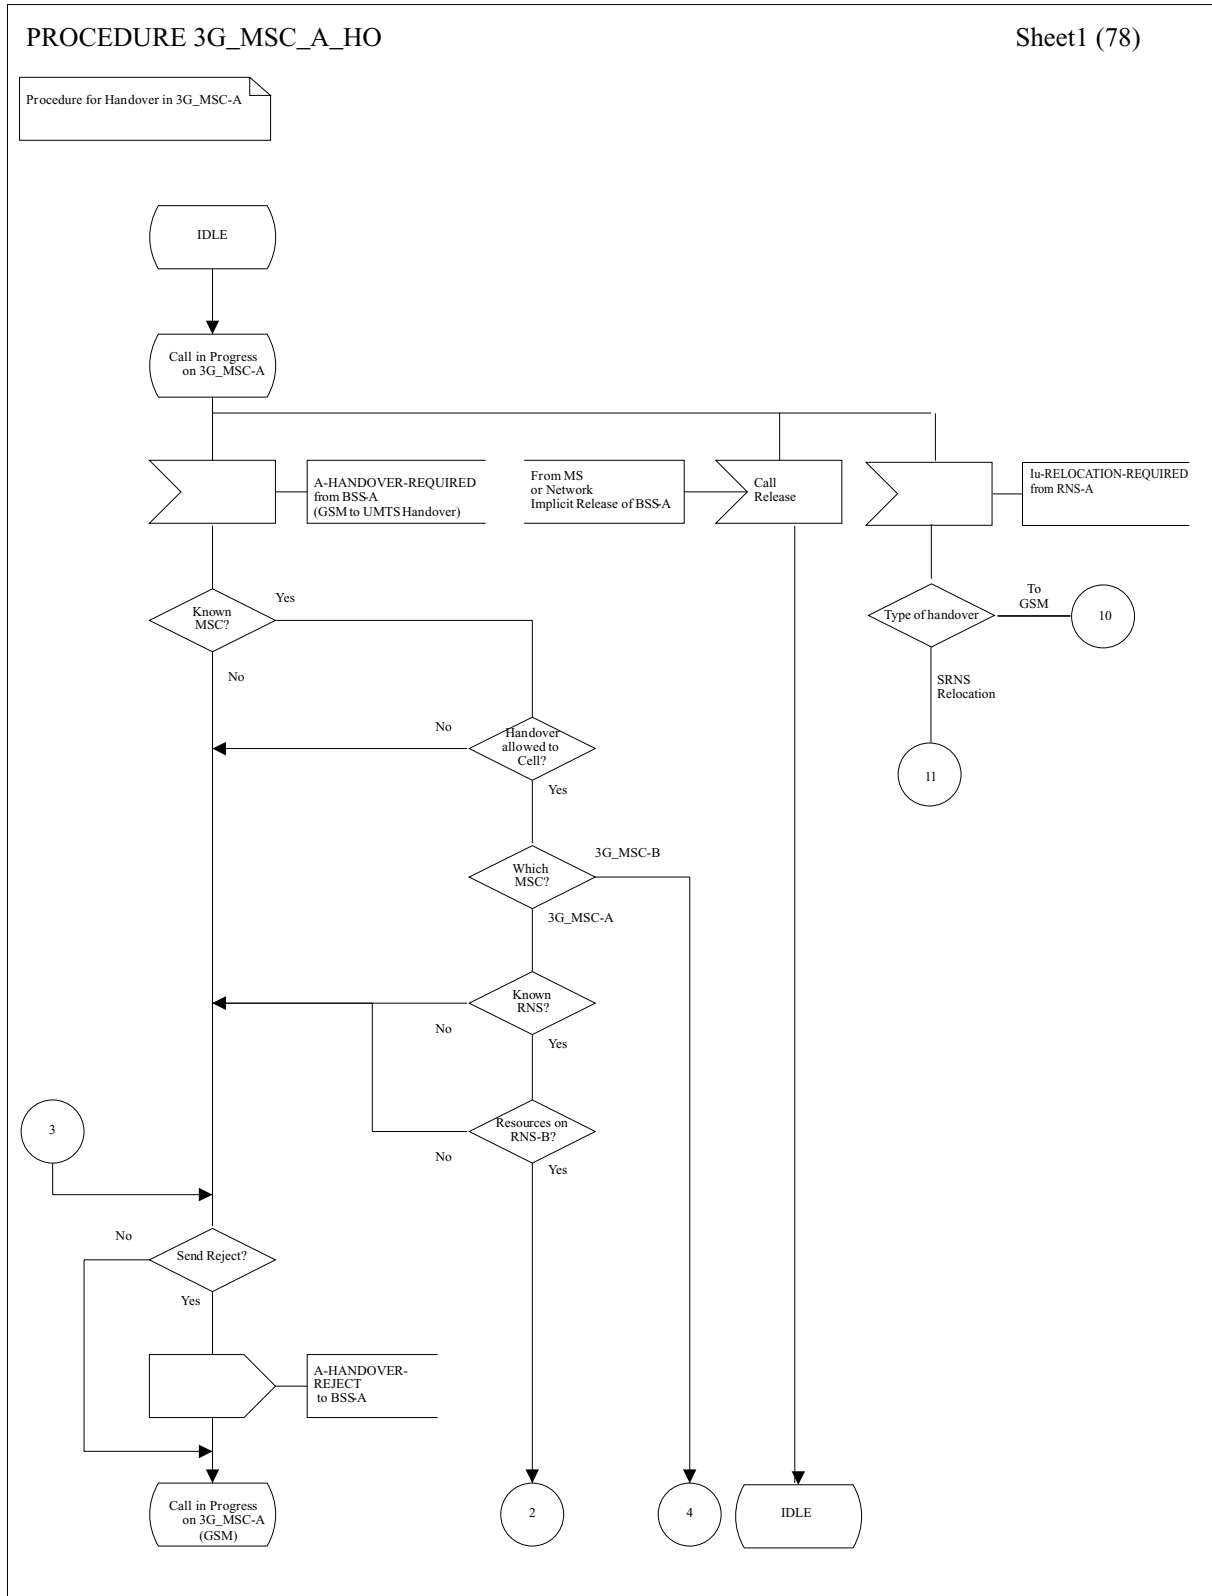 PROCEDURE 3G_MSC_A_HO
Sheet1 (78)
Procedure for Handover in 3G_MSC-A
IDLE
Call in Progress
on 3G_MSC-A
A-HANDOVER-REQUIRED
from BSS-A
(GSM to UMTS Handover)
From MS
or Network
Implicit Release of BSS-A
Call
Release
Iu-RELOCATION-REQUIRED
from RNS-A
Known
MSC?
Yes
No
Type of handover
To
GSM
10
SRNS
Relocation
11
Handover
allowed to
Cell?
No
Yes
Which
MSC?
3G_MSC-B
3G_MSC-A
Known
RNS?
No
Yes
3
Resources on
RNS-B?
No
Yes
Send Reject?
No
Yes
A-HANDOVER-
REJECT
to BSS-A
Call in Progress
on 3G_MSC-A
(GSM)
2
4
IDLE